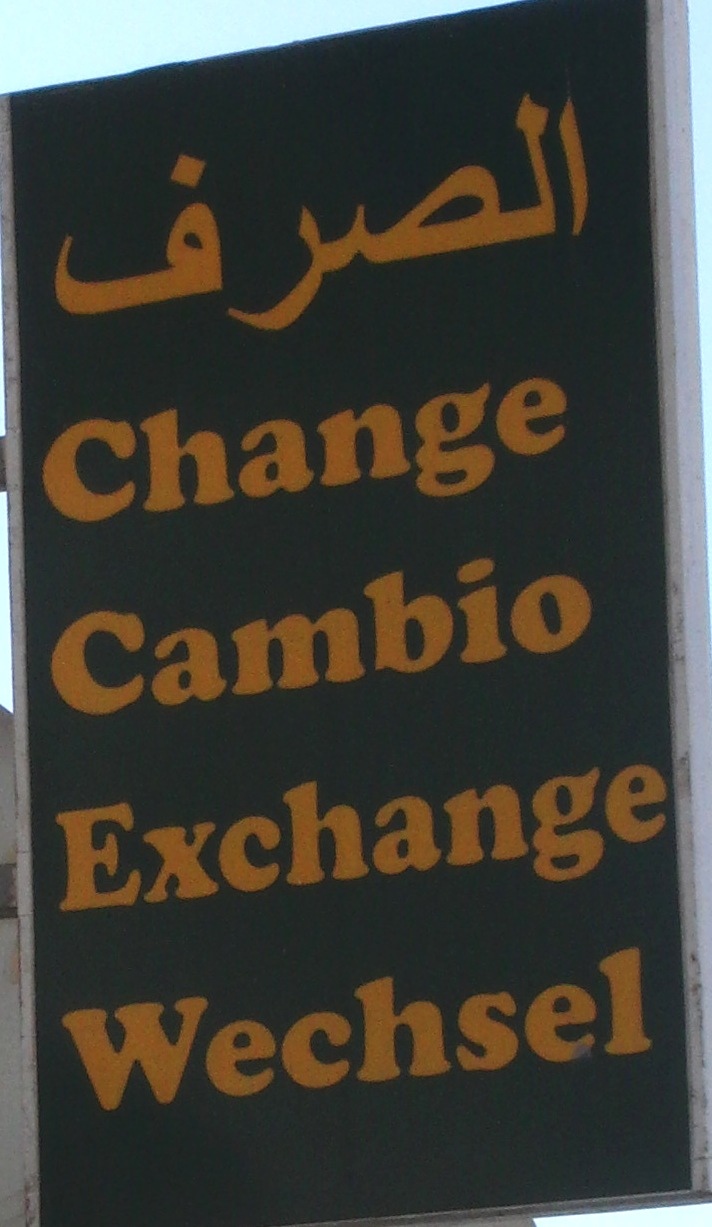 الصرف
Change
Cambio
Exchange
Wechsel